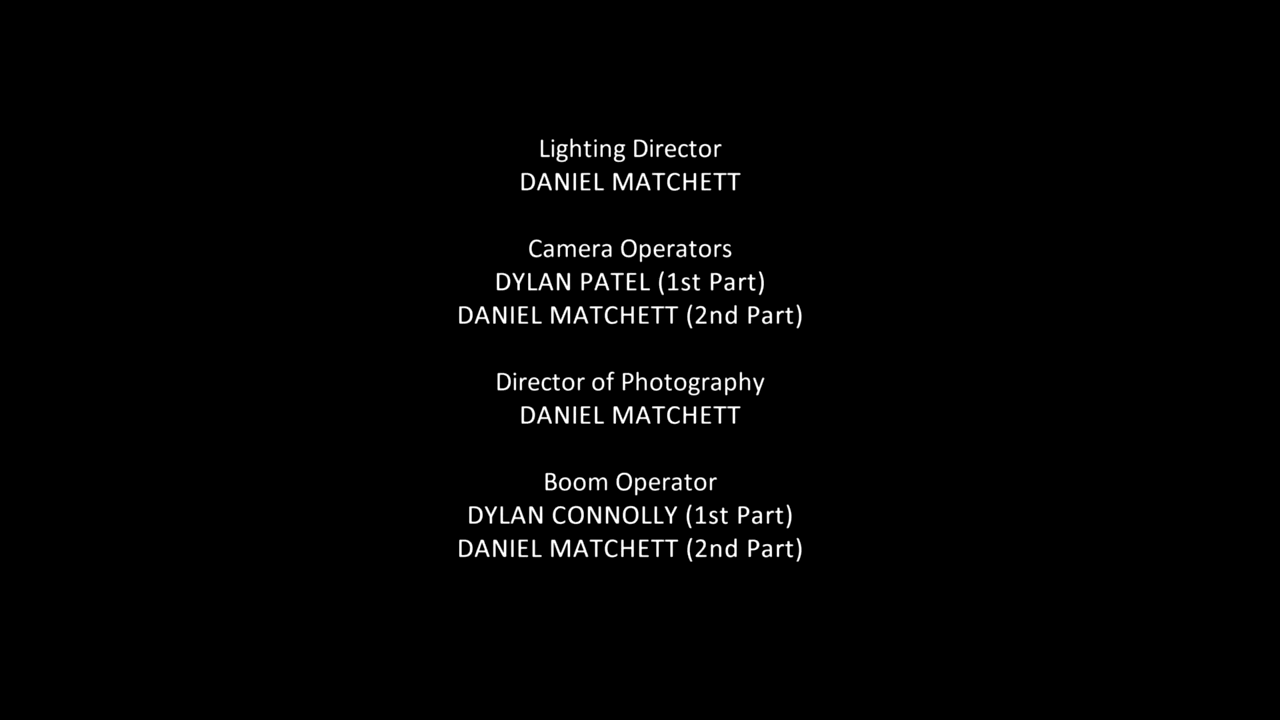 Lighting Director
DANIEL MATCHETT
Camera Operators
DYLAN PATEL (1st Part)
DANIEL MATCHETT (2nd Part)
Director of Photography
DANIEL MATCHETT
Boom Operator
DYLAN CONNOLLY (1st Part)
DANIEL MATCHETT (2nd Part)